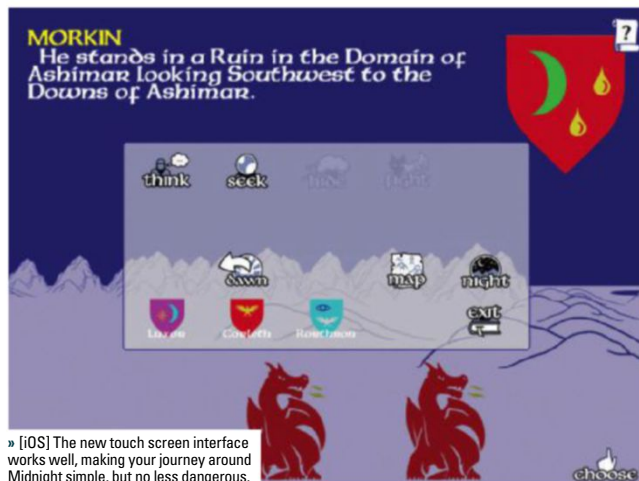 MORKIN
He stands in a Ruin in the Domain of
Ashimar looking Southwest to the
Downs of Ashimar.
?
think
seek
hide
fight
dawn
map
night
Luxor
Corleth
Rorthron
exit
choose
» [iOS] The new touch screen interface
works well, making your journey around
Midnight simple, but no less dangerous.